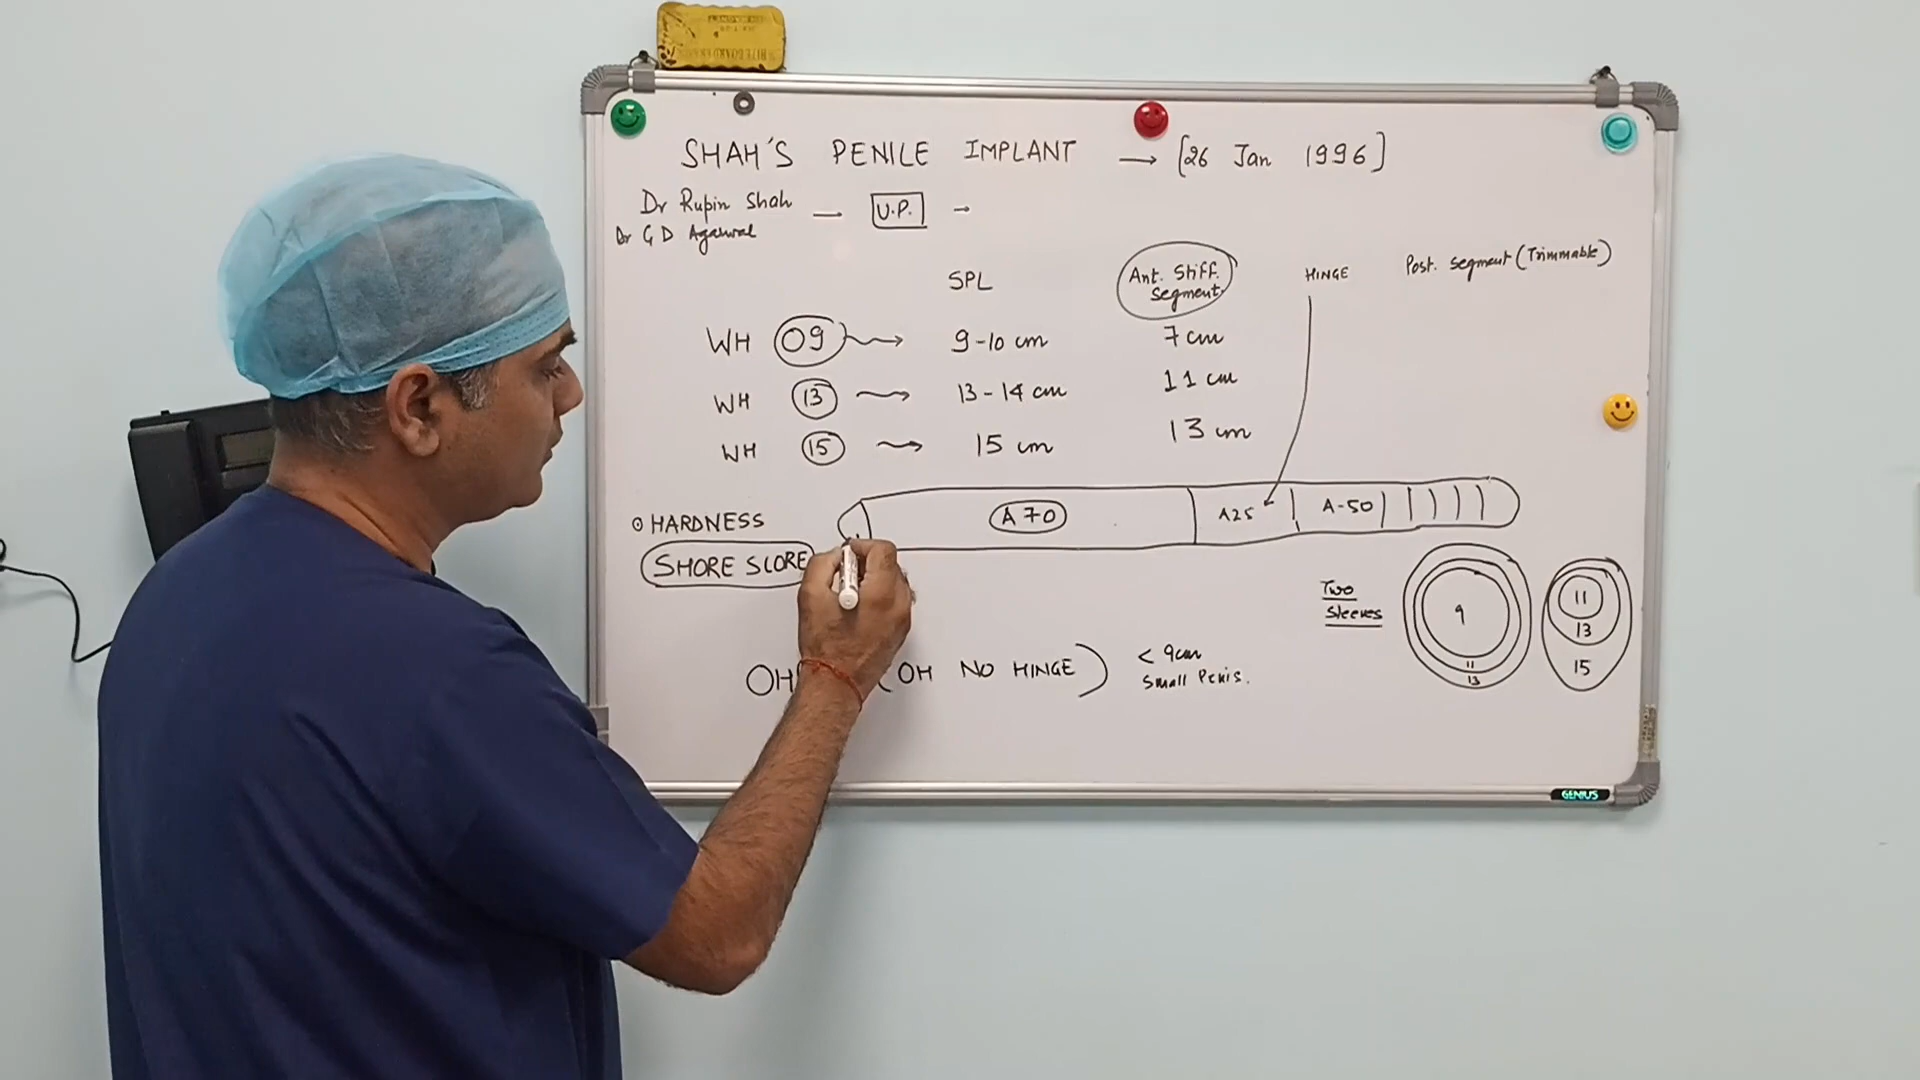 SHAH'S PENILE IMPLANT → [26 Jan 1996]
Dr Rupin Shah — U.P. -
Dr G D Agarwal
SPL Ant. Stiff. Segment. HINGE Post. Segment (Trimmable)
WH 09 → 9-10 cm 7 cm
WH 13 → 13-14 cm 11 cm
WH 15 → 15 cm 13 cm
HARDNESS
A 70 A25 A-50
SHORE SCORE
Two
Sleeves
9
11
13
11
13
15
(OH NO HINGE)
< 9cm
Small Penis.
GENIUS